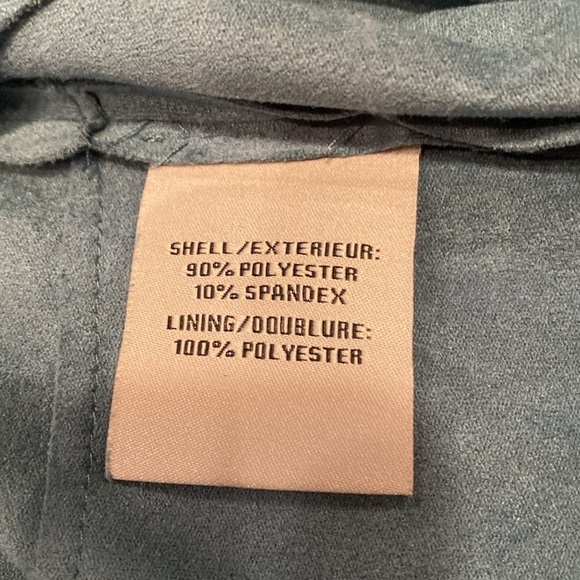 SHELL/EXTERIEUR:
90% POLYESTER
10% SPANDEX
LINING/DOUBLURE:
100% POLYESTER